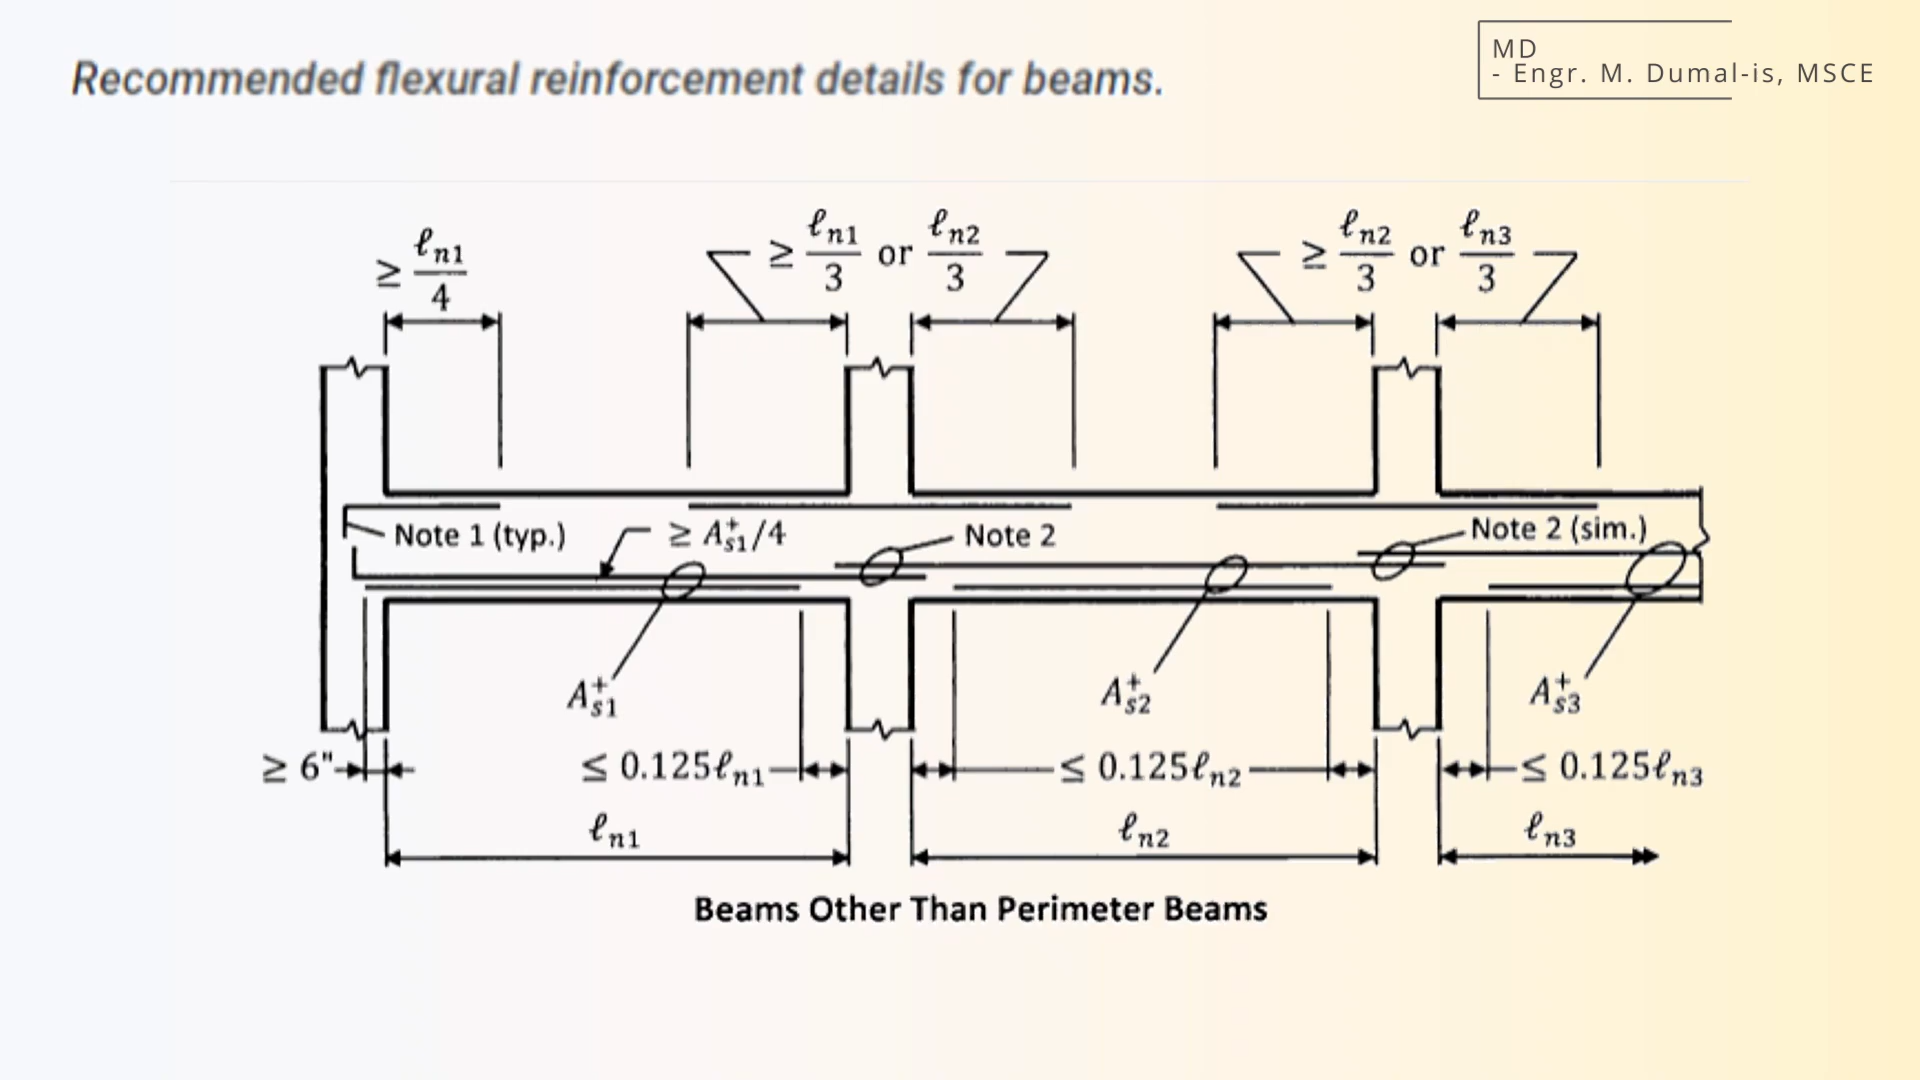 Recommended flexural reinforcement details for beams.
MD
- Engr. M. Dumal-is, MSCE
≥ ℓn1/4
≥ ℓn1/3 or ℓn2/3
≥ ℓn2/3 or ℓn3/3
Note 1 (typ.)
≥ A⁺s1/4
Note 2
Note 2 (sim.)
A⁺s1
A⁺s2
A⁺s3
≥ 6"
≤ 0.125ℓn1
≤ 0.125ℓn2
≤ 0.125ℓn3
ℓn1
ℓn2
ℓn3
Beams Other Than Perimeter Beams